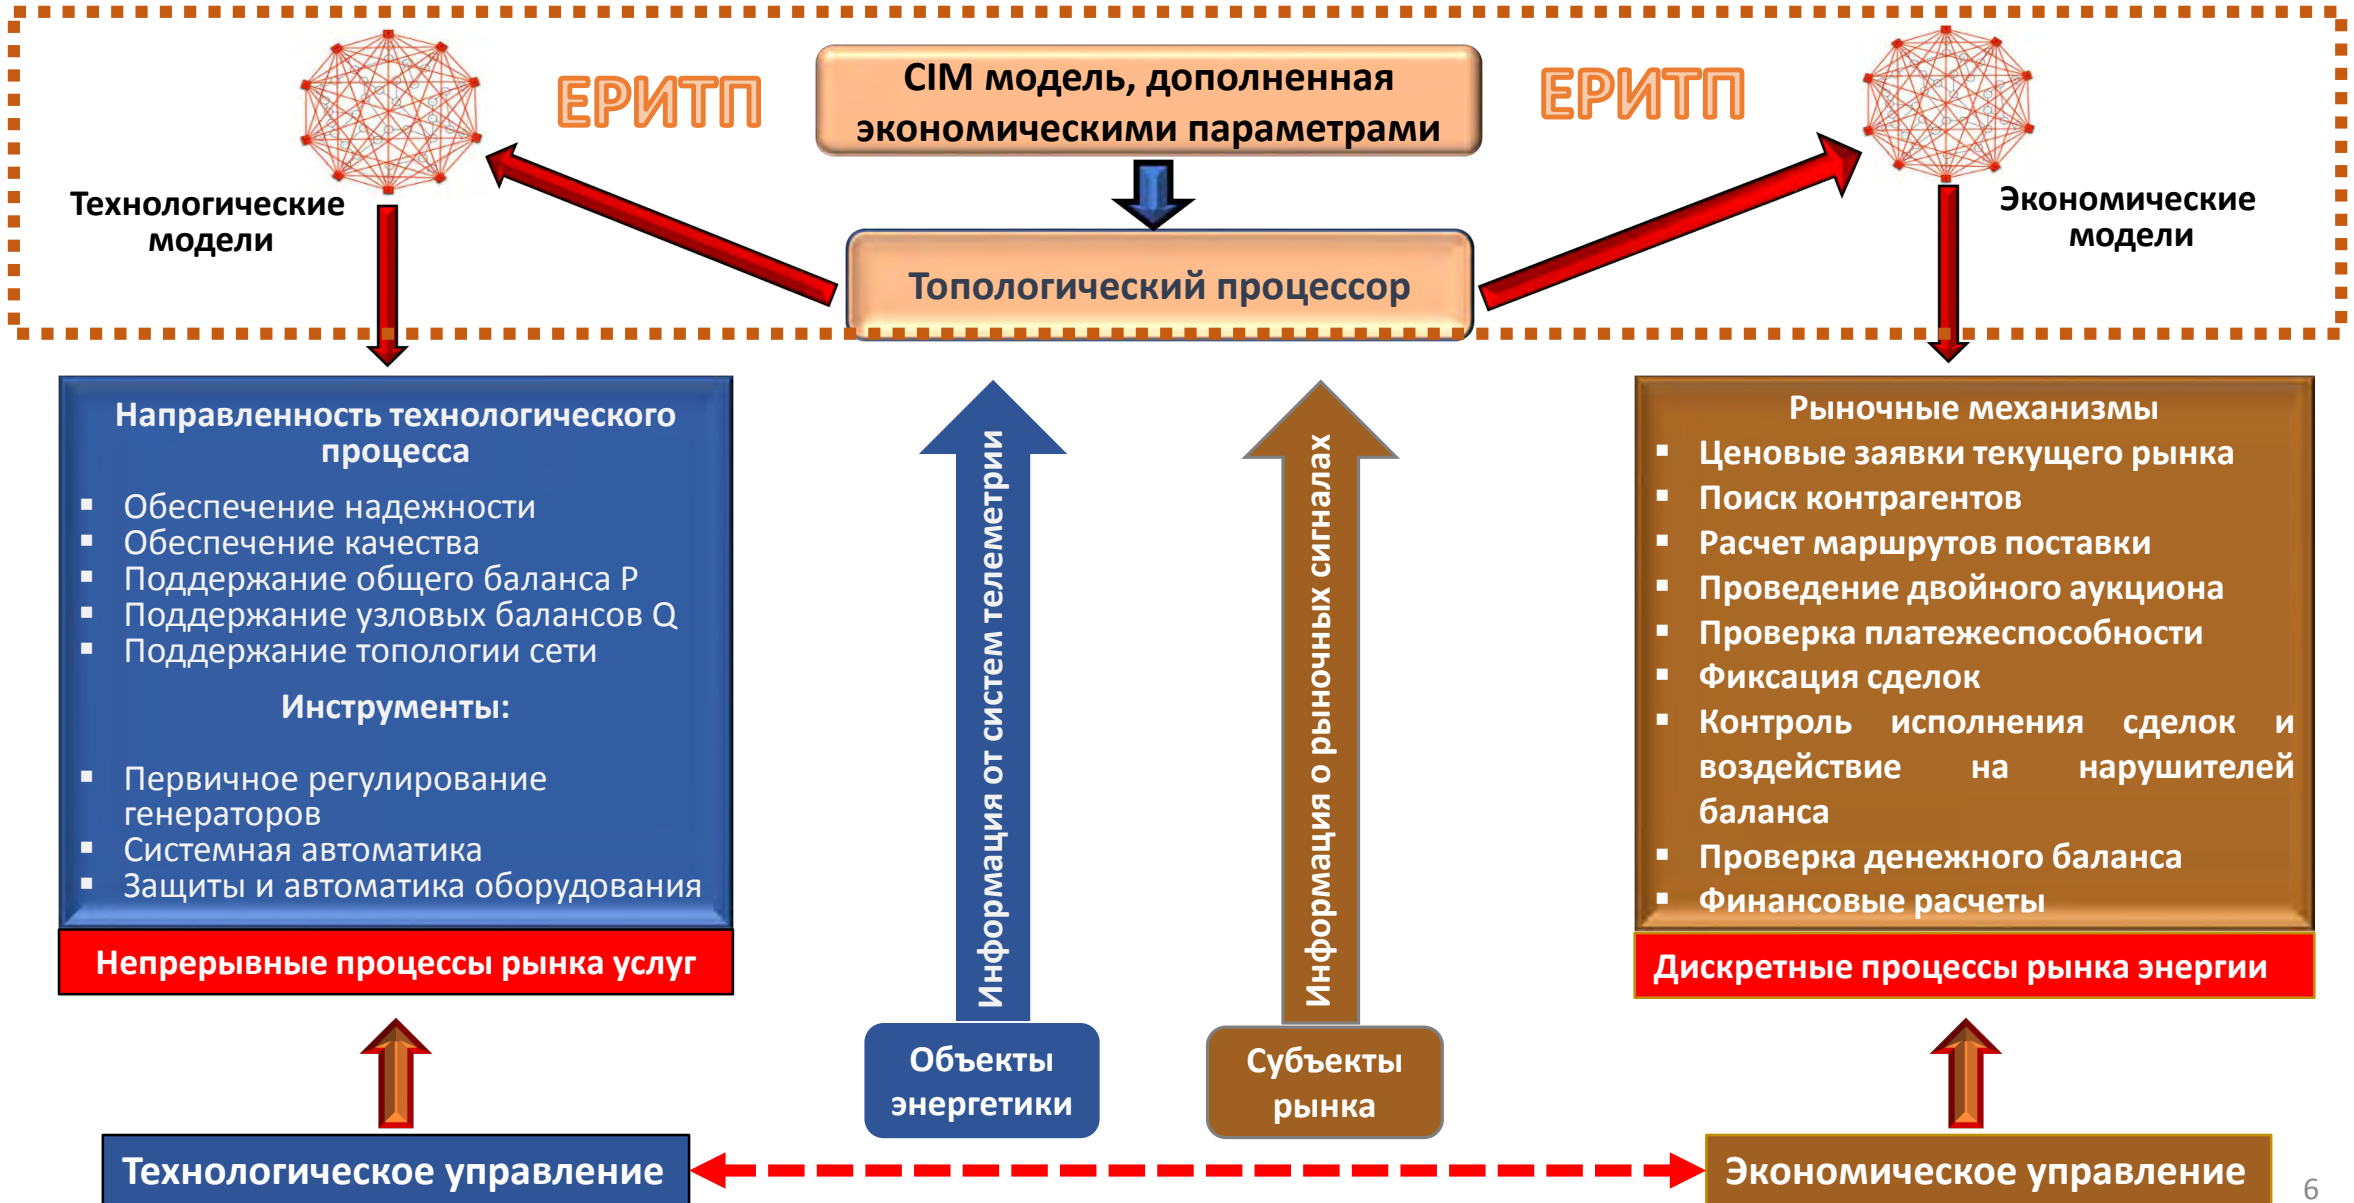 ЕРИТП
CIM модель, дополненная
экономическими параметрами
ЕРИТП
Технологические
модели
Экономические
модели
Топологический процессор
Направленность технологического
процесса
▪ Обеспечение надежности
▪ Обеспечение качества
▪ Поддержание общего баланса P
▪ Поддержание узловых балансов Q
▪ Поддержание топологии сети
Инструменты:
▪ Первичное регулирование
генераторов
▪ Системная автоматика
▪ Защиты и автоматика оборудования
Непрерывные процессы рынка услуг
Информация от систем телеметрии
Объекты
энергетики
Информация о рыночных сигналах
Субъекты
рынка
Рыночные механизмы
▪ Ценовые заявки текущего рынка
▪ Поиск контрагентов
▪ Расчет маршрутов поставки
▪ Проведение двойного аукциона
▪ Проверка платежеспособности
▪ Фиксация сделок
▪ Контроль исполнения сделок и
воздействие на нарушителей
баланса
▪ Проверка денежного баланса
▪ Финансовые расчеты
Дискретные процессы рынка энергии
Технологическое управление
Экономическое управление
6